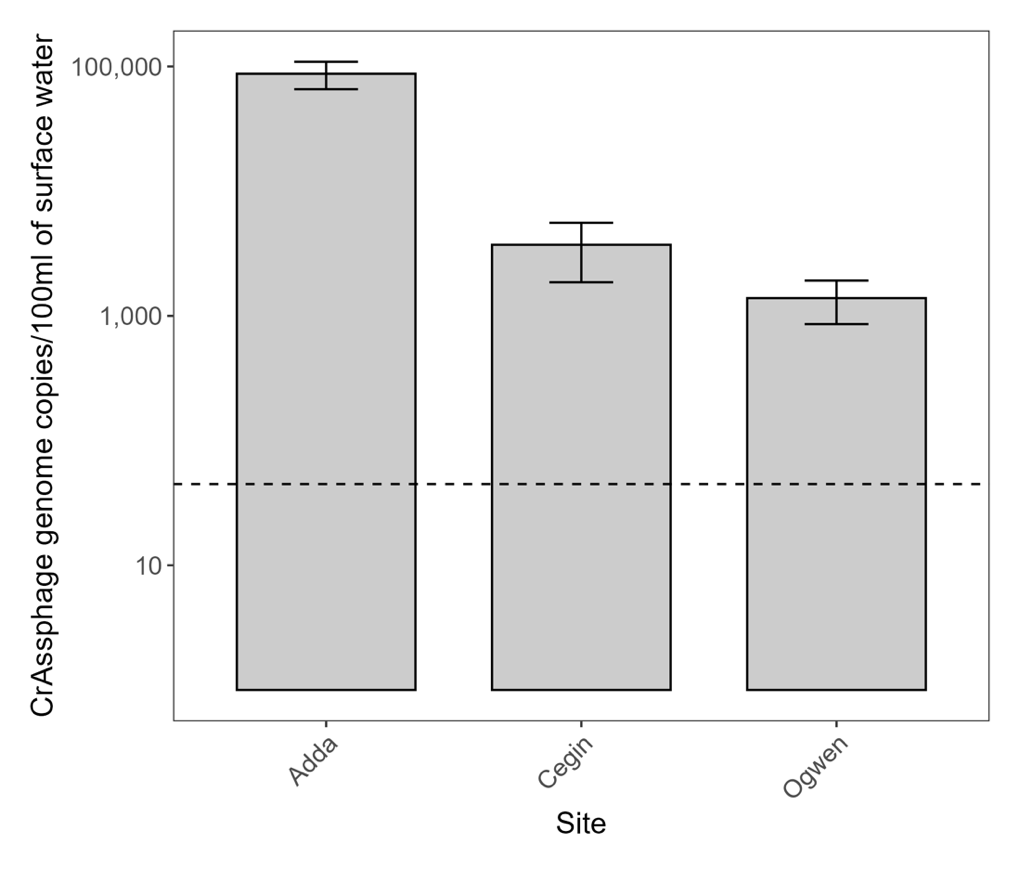 CrAssphage genome copies/100ml of surface water
100,000
1,000
10
Adda
Cegin
Ogwen
Site